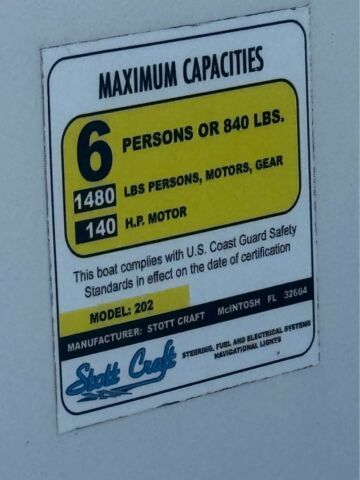 MAXIMUM CAPACITIES
6 PERSONS OR 840 LBS.
1480 LBS PERSONS, MOTORS, GEAR
140 H.P. MOTOR
This boat complies with U.S. Coast Guard Safety
Standards in effect on the date of certification
MODEL: 202
MANUFACTURER: STOTT CRAFT McINTOSH FL 32664
Stott Craft STEERING, FUEL AND ELECTRICAL SYSTEMS
NAVIGATIONAL LIGHTS